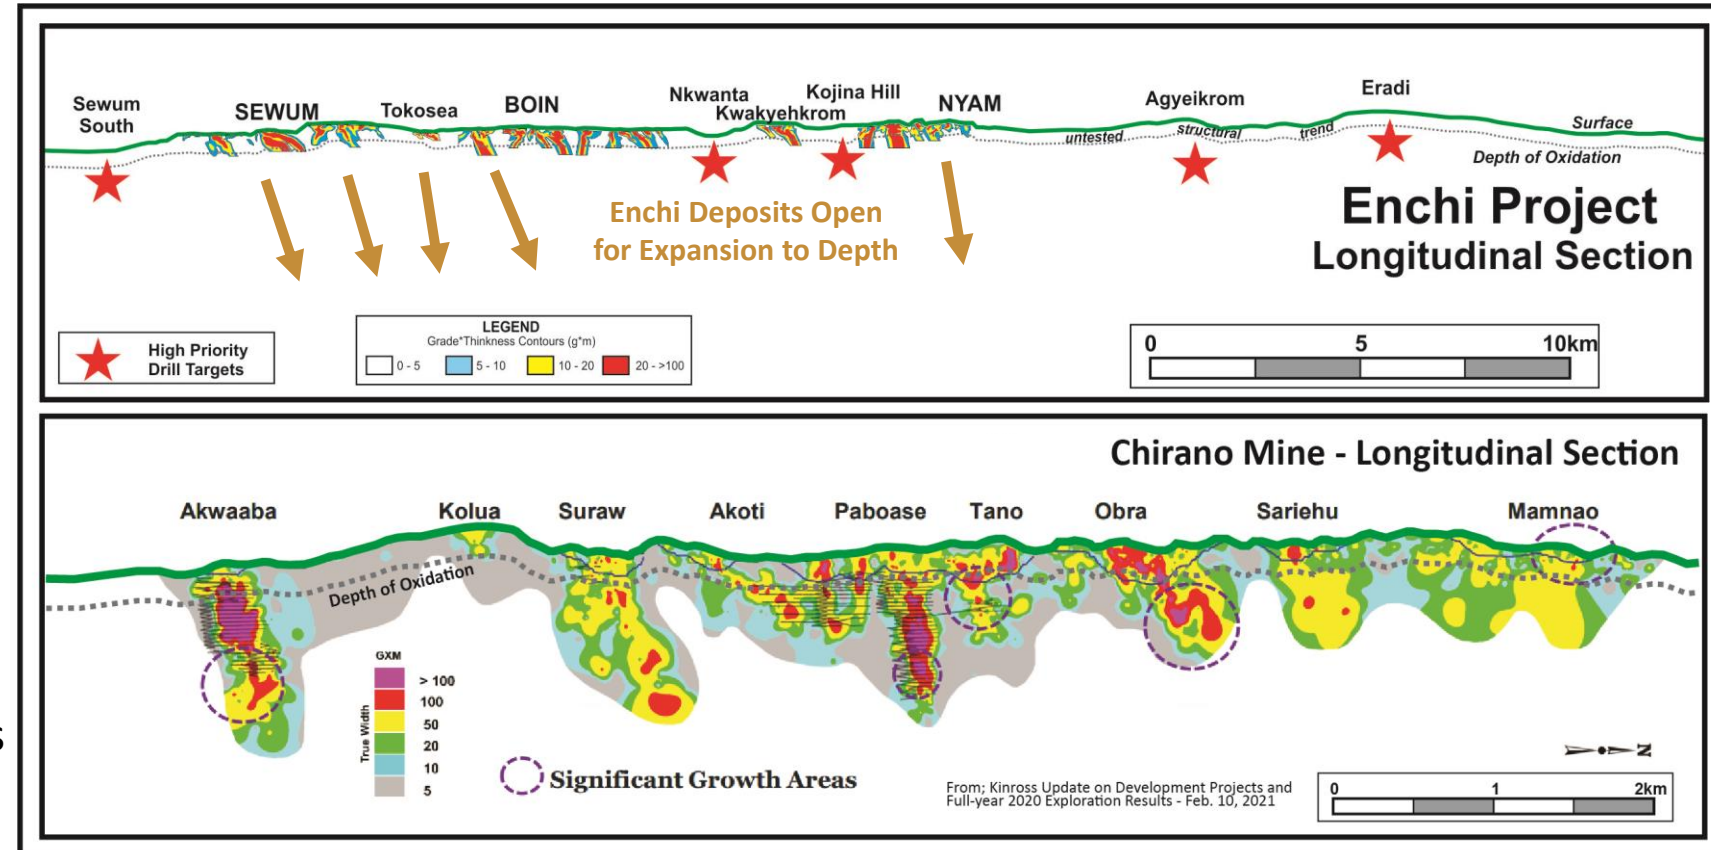 Sewum
South
SEWUM
Tokosea
BOIN
Nkwanta
Kwakyehkrom
Kojina Hill
NYAM
Agyeikrom
Eradi
untested structural trend
Surface
Depth of Oxidation
Enchi Deposits Open
for Expansion to Depth
Enchi Project
Longitudinal Section
High Priority
Drill Targets
LEGEND
Grade*Thinkness Contours (g*m)
0 - 5 5 - 10 10 - 20 20 - >100
0 5 10km
Chirano Mine - Longitudinal Section
Akwaaba Kolua Suraw Akoti Paboase Tano Obra Sariehu Mamnao
Depth of Oxidation
GXM
True Width
> 100
100
50
20
10
5
Significant Growth Areas
From; Kinross Update on Development Projects and
Full-year 2020 Exploration Results - Feb. 10, 2021
N
0 1 2km
s